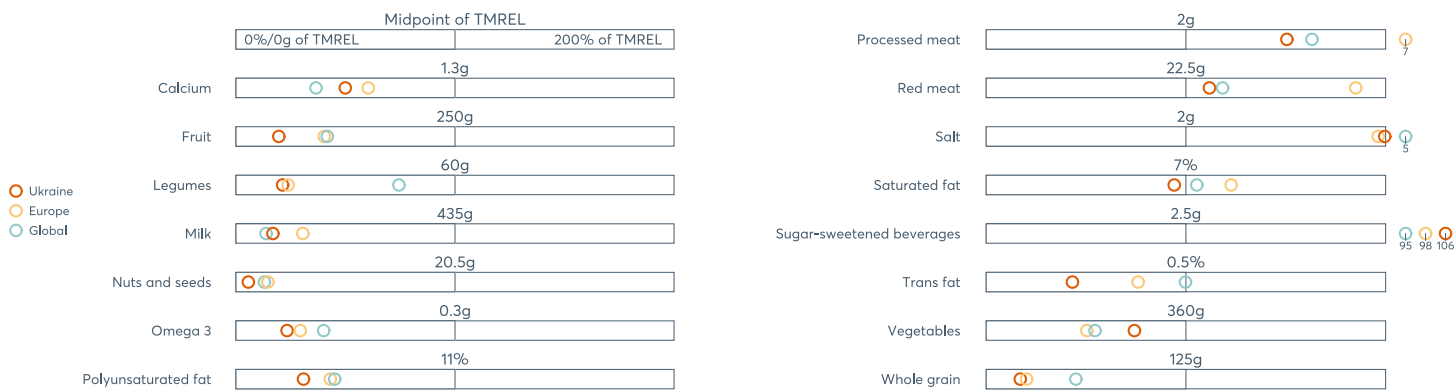 Midpoint of TMREL
0%/0g of TMREL 200% of TMREL
1.3g
Calcium
250g
Fruit
60g
Legumes
435g
Milk
20.5g
Nuts and seeds
0.3g
Omega 3
11%
Polyunsaturated fat
Ukraine
Europe
Global
2g
Processed meat
7
22.5g
Red meat
2g
Salt
5
7%
Saturated fat
2.5g
Sugar-sweetened beverages
95 98 106
0.5%
Trans fat
360g
Vegetables
125g
Whole grain